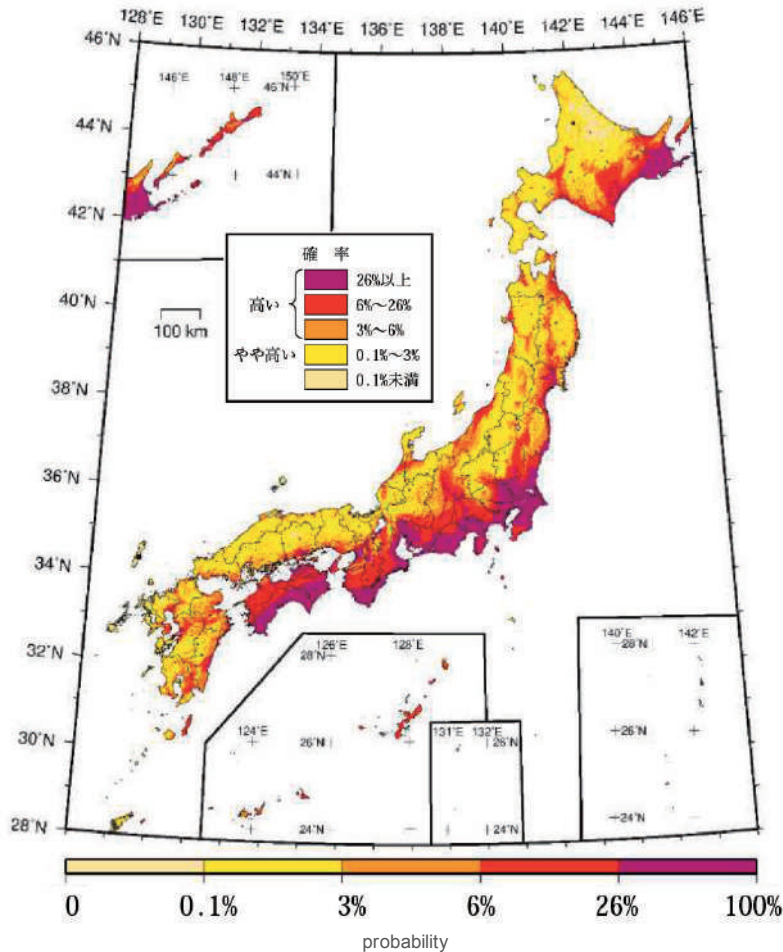 128°E 130°E 132°E 134°E 136°E 138°E 140°E 142°E 144°E 146°E
46°N
146°E 148°E 150°E
46°N
44°N
44°N
42°N
確 率
26%以上
高い 6%~26%
3%~6%
やや高い 0.1%~3%
0.1%未満
40°N
100 km
38°N
36°N
34°N
32°N
126°E 128°E
28°N
140°E 142°E
28°N
30°N
124°E
26°N
131°E 132°E
26°N
26°N
28°N
24°N
24°N
24°N
0 0.1% 3% 6% 26% 100%
probability